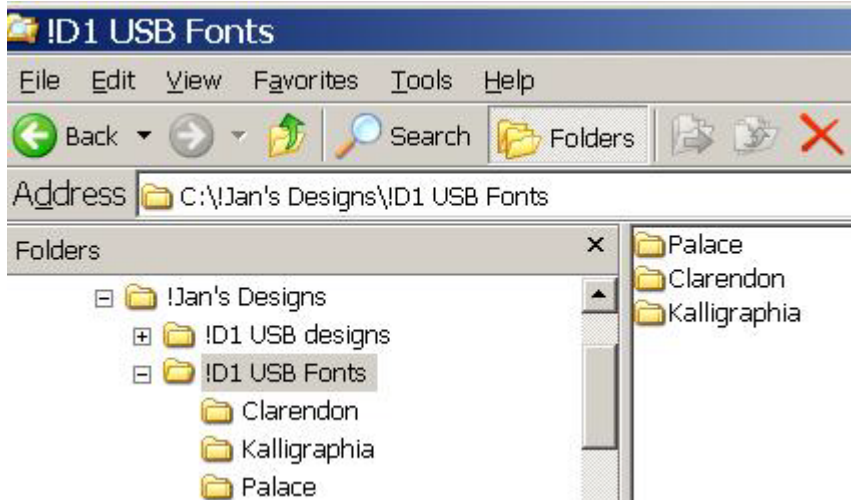 !D1 USB Fonts
File Edit View Favorites Tools Help
Back Search Folders
Address C:\!Jan's Designs\!D1 USB Fonts
Folders
!Jan's Designs
!D1 USB designs
!D1 USB Fonts
Clarendon
Kalligraphia
Palace
Palace
Clarendon
Kalligraphia